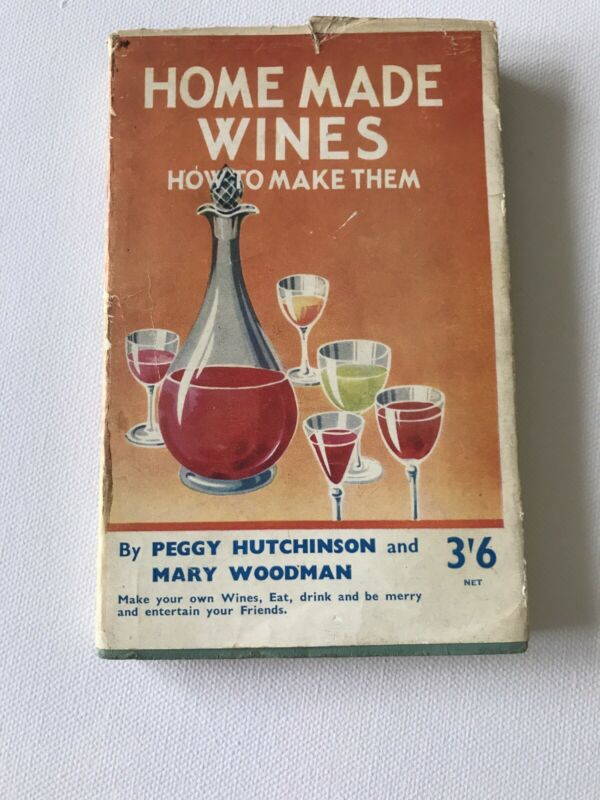 HOME MADE
WINES
HOW TO MAKE THEM
By PEGGY HUTCHINSON and
MARY WOODMAN
3'6
NET
Make your own Wines, Eat, drink and be merry
and entertain your Friends.